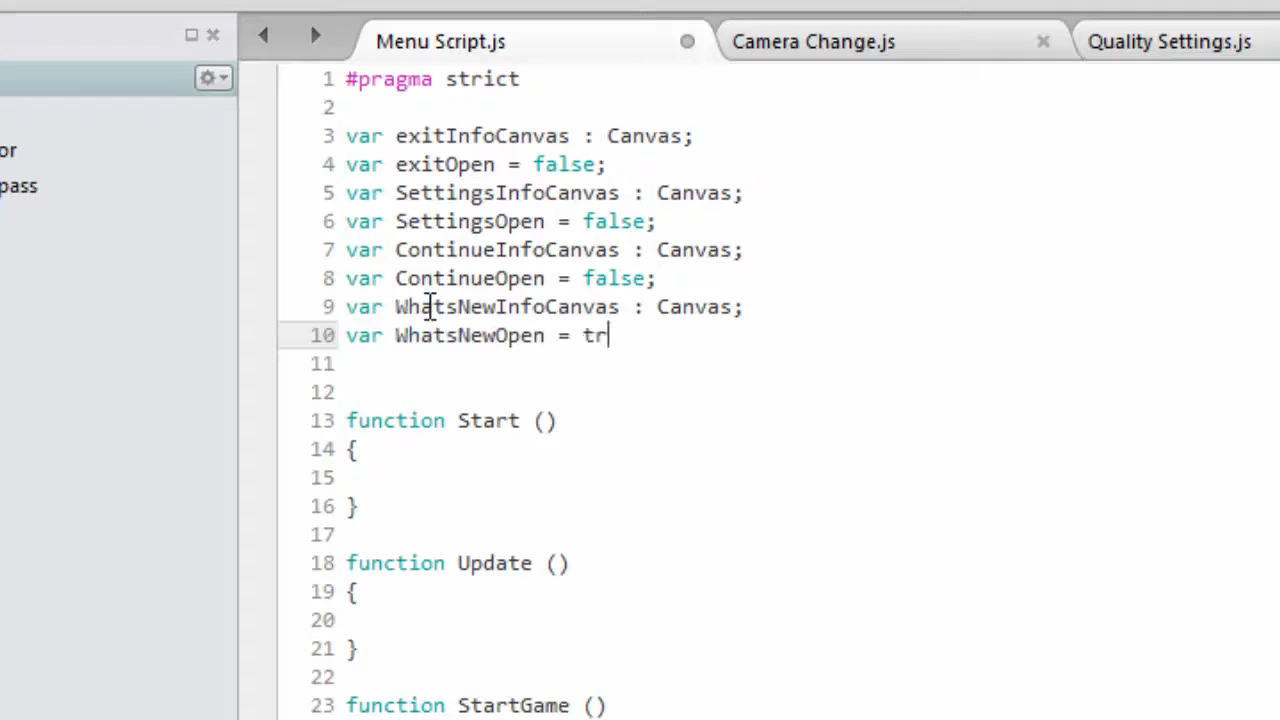 Menu Script.js
Camera Change.js
Quality Settings.js
or
pass
1 #pragma strict
2
3 var exitInfoCanvas : Canvas;
4 var exitOpen = false;
5 var SettingsInfoCanvas : Canvas;
6 var SettingsOpen = false;
7 var ContinueInfoCanvas : Canvas;
8 var ContinueOpen = false;
9 var WhatsNewInfoCanvas : Canvas;
10 var WhatsNewOpen = tr
11
12
13 function Start ()
14 {
15
16 }
17
18 function Update ()
19 {
20
21 }
22
23 function StartGame ()